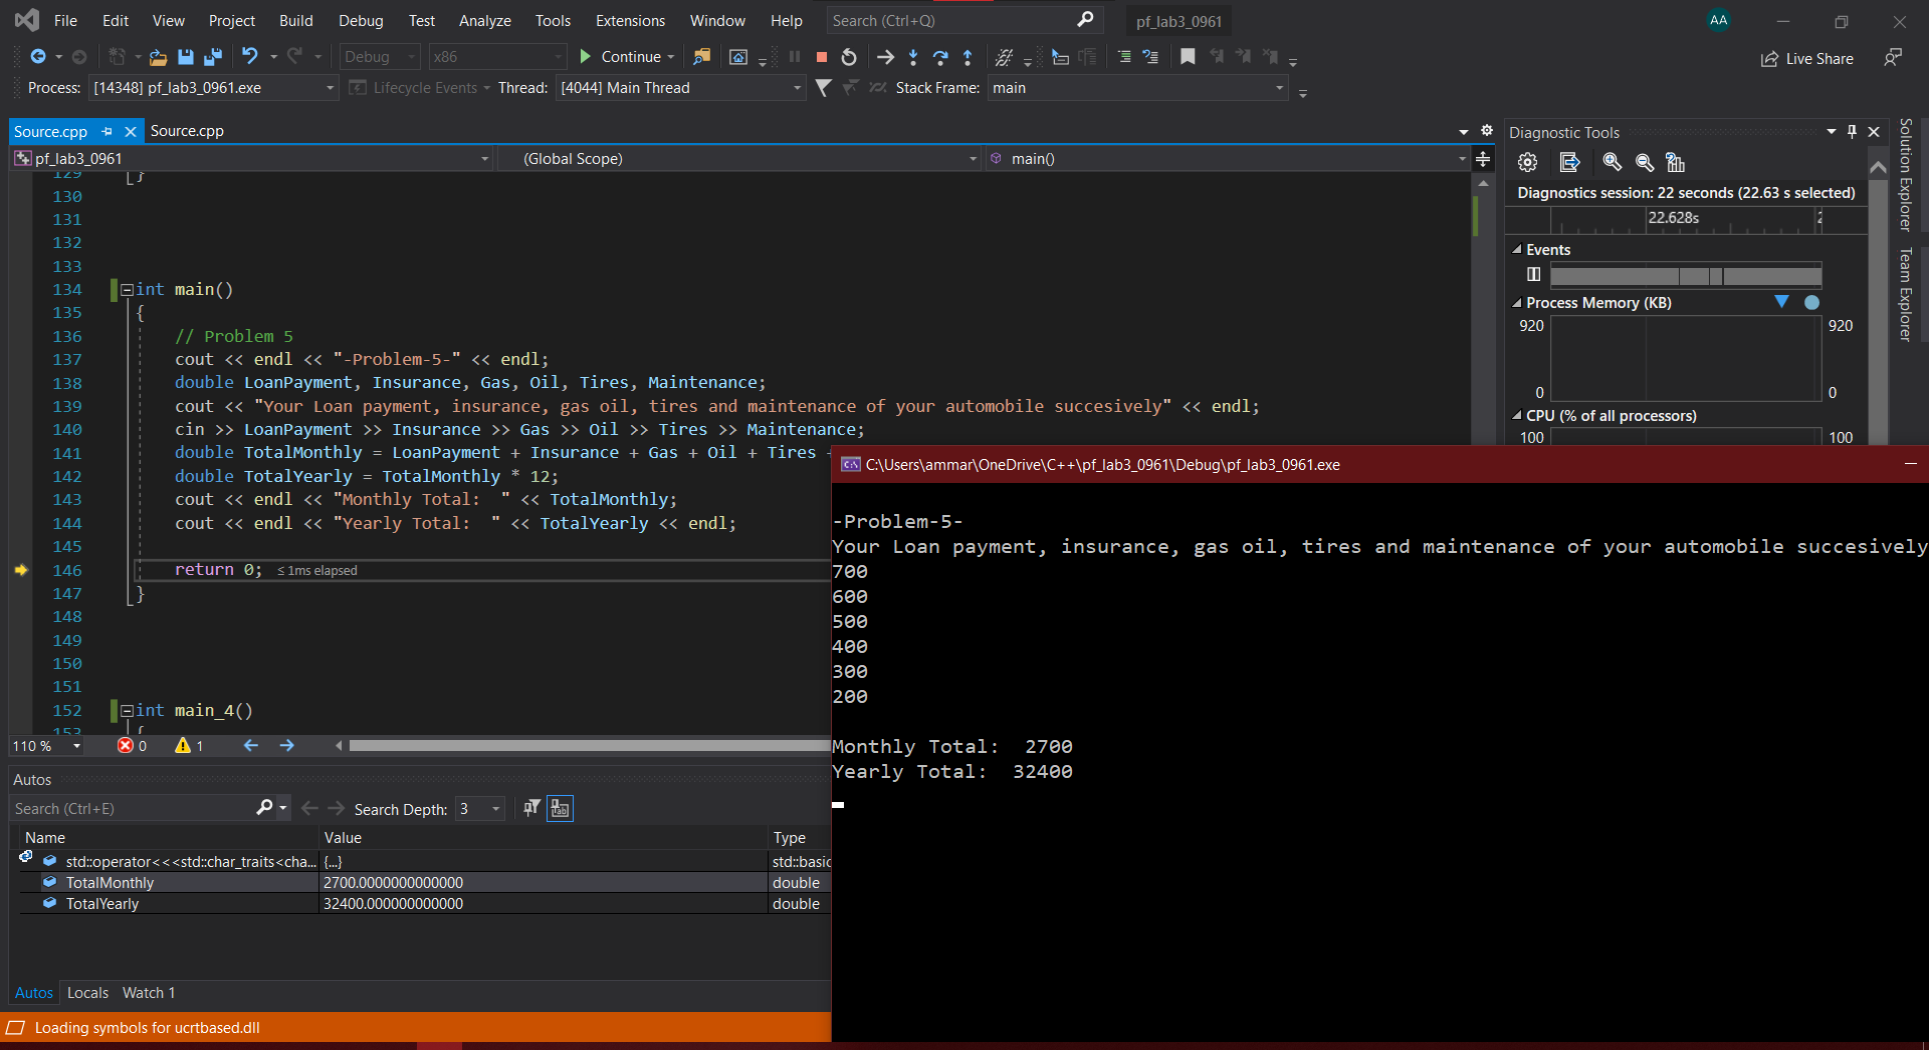 File Edit View Project Build Debug Test Analyze Tools Extensions Window Help Search (Ctrl+Q) pf_lab3_0961 AA
Debug x86 Continue Live Share
Process: [14348] pf_lab3_0961.exe Lifecycle Events Thread: [4044] Main Thread Stack Frame: main
Source.cpp Source.cpp
pf_lab3_0961 (Global Scope) main()
129 }
130
131
132
133
134 int main()
135 {
136 // Problem 5
137 cout << endl << "-Problem-5-" << endl;
138 double LoanPayment, Insurance, Gas, Oil, Tires, Maintenance;
139 cout << "Your Loan payment, insurance, gas oil, tires and maintenance of your automobile succesively" << endl;
140 cin >> LoanPayment >> Insurance >> Gas >> Oil >> Tires >> Maintenance;
141 double TotalMonthly = LoanPayment + Insurance + Gas + Oil + Tires
142 double TotalYearly = TotalMonthly * 12;
143 cout << endl << "Monthly Total:  " << TotalMonthly;
144 cout << endl << "Yearly Total:  " << TotalYearly << endl;
145
146 return 0; ≤ 1ms elapsed
147 }
148
149
150
151
152 int main_4()
153 {
110 % 0 1
Autos
Search (Ctrl+E) Search Depth: 3
Name Value Type
std::operator<<<std::char_traits<cha... {...} std::basic
TotalMonthly 2700.0000000000000 double
TotalYearly 32400.000000000000 double
Autos Locals Watch 1
Loading symbols for ucrtbased.dll
Diagnostic Tools
Diagnostics session: 22 seconds (22.63 s selected)
22.628s
Events
Process Memory (KB)
920 920
0 0
CPU (% of all processors)
100 100
Solution Explorer
Team Explorer
C:\Users\ammar\OneDrive\C++\pf_lab3_0961\Debug\pf_lab3_0961.exe
-Problem-5-
Your Loan payment, insurance, gas oil, tires and maintenance of your automobile succesively
700
600
500
400
300
200
Monthly Total:  2700
Yearly Total:  32400